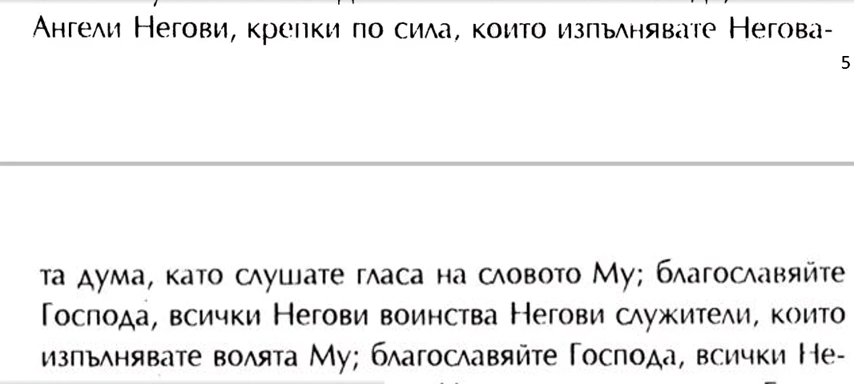 Ангели Негови, крепки по сила, които изпълнявате Негова-
5
та дума, като слушате гласа на словото Му; благославяйте
Господа, всички Негови воинства Негови служители, които
изпълнявате волята Му; благославяйте Господа, всички Не-